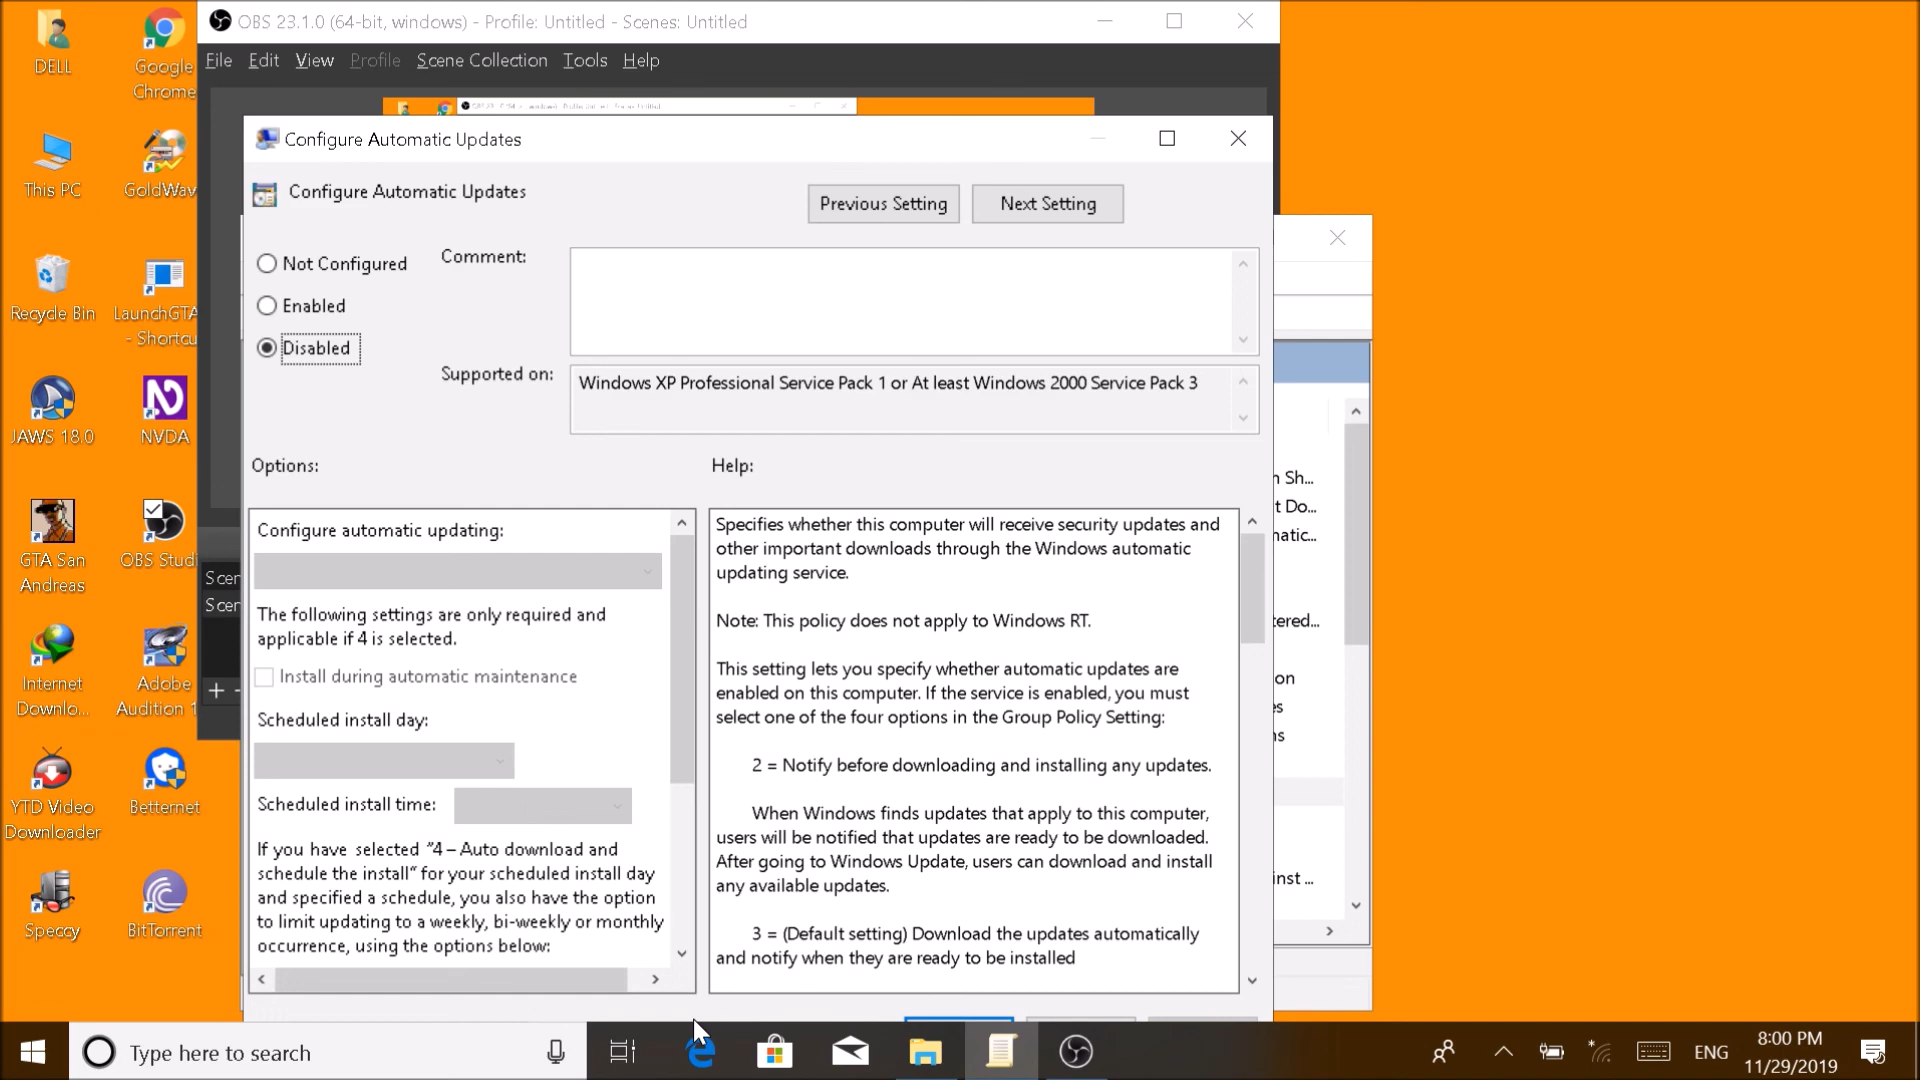 OBS 23.1.0 (64-bit, windows) - Profile: Untitled - Scenes: Untitled
File Edit View Profile Scene Collection Tools Help
DELL
Google Chrome
This PC
GoldWav
Recycle Bin
LaunchGTA
- Shortcu
JAWS 18.0
NVDA
GTA San
Andreas
OBS Studi
Internet
Downlo...
Adobe
Audition 1
YTD Video
Downloader
Betternet
Speccy
BitTorrent
Configure Automatic Updates
Configure Automatic Updates
Previous Setting
Next Setting
Not Configured
Enabled
Disabled
Comment:
Supported on:
Windows XP Professional Service Pack 1 or At least Windows 2000 Service Pack 3
Options:
Help:
Configure automatic updating:
The following settings are only required and
applicable if 4 is selected.
Install during automatic maintenance
Scheduled install day:
Scheduled install time:
If you have selected "4 – Auto download and
schedule the install" for your scheduled install day
and specified a schedule, you also have the option
to limit updating to a weekly, bi-weekly or monthly
occurrence, using the options below:
Specifies whether this computer will receive security updates and
other important downloads through the Windows automatic
updating service.
Note: This policy does not apply to Windows RT.
This setting lets you specify whether automatic updates are
enabled on this computer. If the service is enabled, you must
select one of the four options in the Group Policy Setting:
2 = Notify before downloading and installing any updates.
When Windows finds updates that apply to this computer,
users will be notified that updates are ready to be downloaded.
After going to Windows Update, users can download and install
any available updates.
3 = (Default setting) Download the updates automatically
and notify when they are ready to be installed
Scen
Scen
n Sh...
t Do...
natic...
tered...
on
es
ns
inst ...
Type here to search
ENG
8:00 PM
11/29/2019